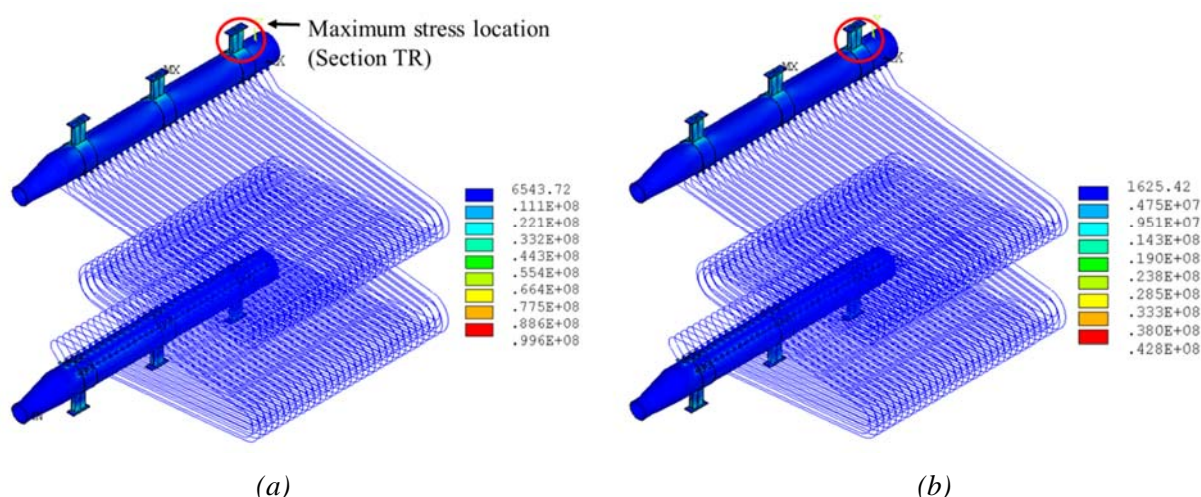 Maximum stress location
(Section TR)
MX
6543.72
.111E+08
.221E+08
.332E+08
.443E+08
.554E+08
.664E+08
.775E+08
.886E+08
.996E+08
(a)
MX
1625.42
.475E+07
.951E+07
.143E+08
.190E+08
.238E+08
.285E+08
.333E+08
.380E+08
.428E+08
(b)